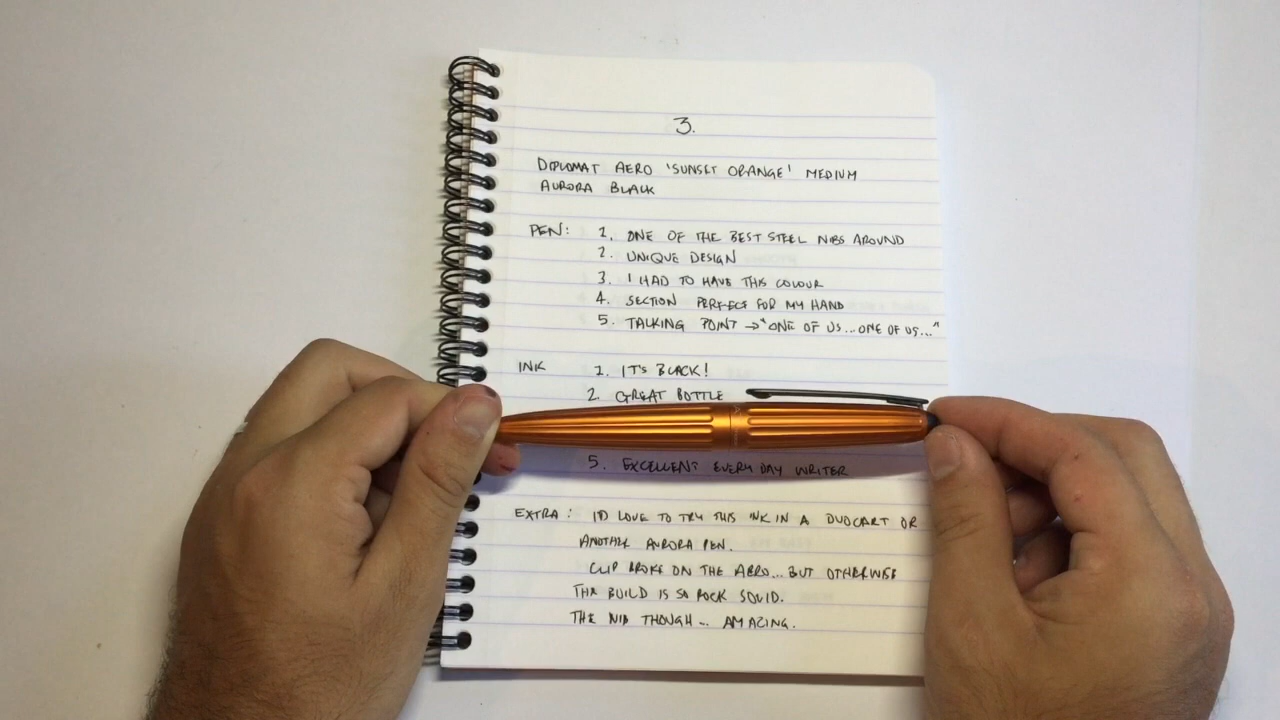 3.
DIPLOMAT AERO 'SUNSET ORANGE' MEDIUM
AURORA BLACK
PEN: 1. ONE OF THE BEST STEEL NIBS AROUND
2. UNIQUE DESIGN
3. I HAD TO HAVE THIS COLOUR
4. SECTION PERFECT FOR MY HAND
5. TALKING POINT → "ONE OF US... ONE OF US..."
INK 1. IT'S BLACK!
2. GREAT BOTTLE
5. EXCELLENT EVERY DAY WRITER
EXTRA: I'D LOVE TO TRY THIS INK IN A DUOCART OR
ANOTHER AURORA PEN.
CLIP BROKE ON THE AERO... BUT OTHERWISE
THE BUILD IS SO ROCK SOLID.
THE NIB THOUGH... AMAZING.